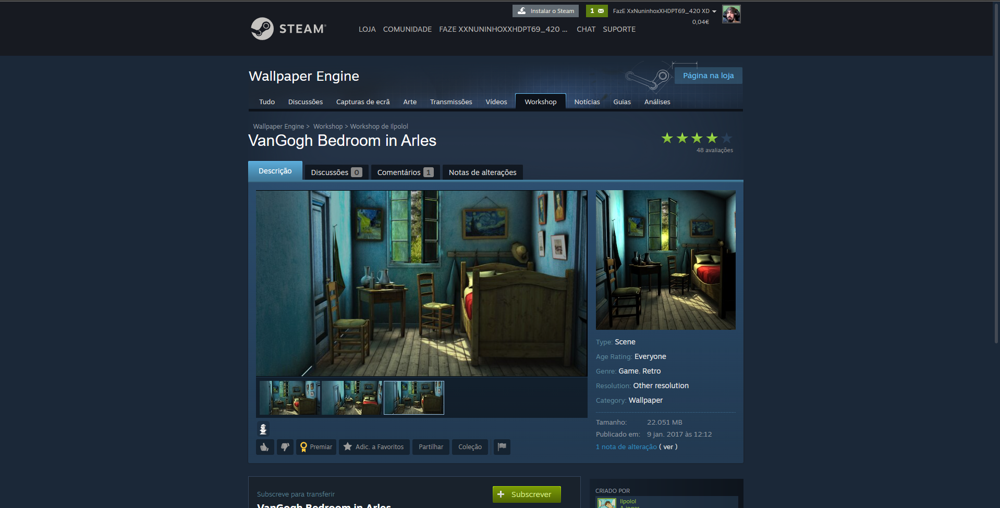 Instalar o Steam
1
FazE XxNuninhoxXHDPT69_420 XD
0,04€
STEAM®
LOJA COMUNIDADE FAZE XXNUNINHOXXHDPT69_420 ... CHAT SUPORTE
Wallpaper Engine
Página na loja
Tudo Discussões Capturas de ecrã Arte Transmissões Vídeos Workshop Notícias Guias Análises
Wallpaper Engine > Workshop > Workshop de Ilpolol
VanGogh Bedroom in Arles
48 avaliações
Descrição Discussões 0 Comentários 1 Notas de alterações
Type: Scene
Age Rating: Everyone
Genre: Game, Retro
Resolution: Other resolution
Category: Wallpaper
Tamanho: 22.051 MB
Publicado em: 9 jan. 2017 às 12:12
1 nota de alteração ( ver )
Premiar Adic. a Favoritos Partilhar Coleção
Subscreve para transferir
VanGogh Bedroom in Arles
Subscrever
CRIADO POR
Ilpolol
A jogar